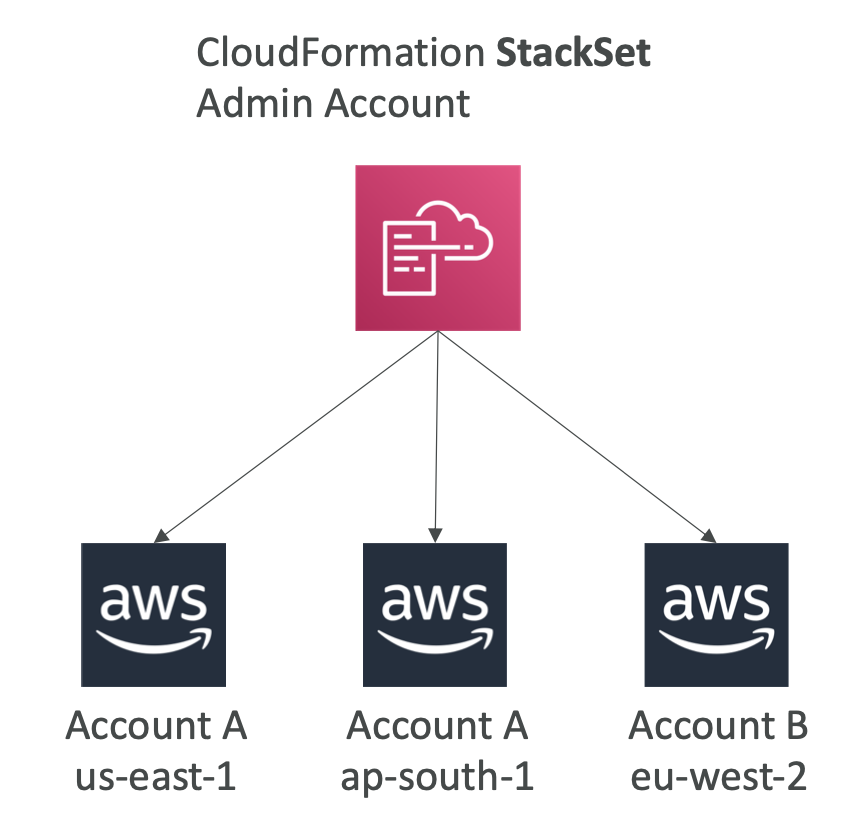 CloudFormation StackSet
Admin Account
aws
aws
aws
Account A
us-east-1
Account A
ap-south-1
Account B
eu-west-2